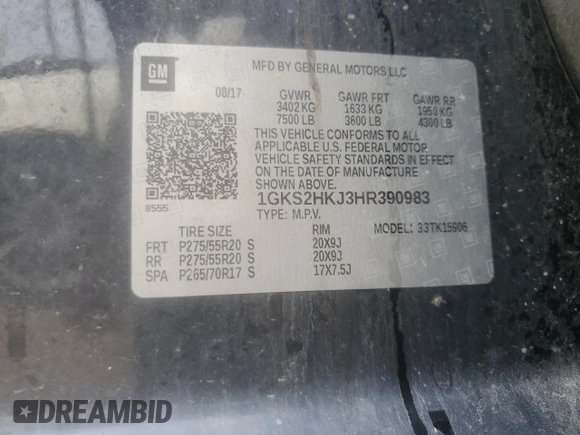 GM
MFD BY GENERAL MOTORS LLC
08/17
GVWR GAWR FRT GAWR RR
3402 KG 1633 KG 1950 KG
7500 LB 3600 LB 4300 LB
THIS VEHICLE CONFORMS TO ALL
APPLICABLE U.S. FEDERAL MOTOR
VEHICLE SAFETY STANDARDS IN EFFECT
ON THE DATE OF MANUFACTURE
SHOWN ABOVE.
1GKS2HKJ3HR390983
TYPE: M.P.V. MODEL: 33TK15906
8555
TIRE SIZE RIM
FRT P275/55R20 S 20X9J
RR P275/55R20 S 20X9J
SPA P265/70R17 S 17X7.5J
DREAMBID